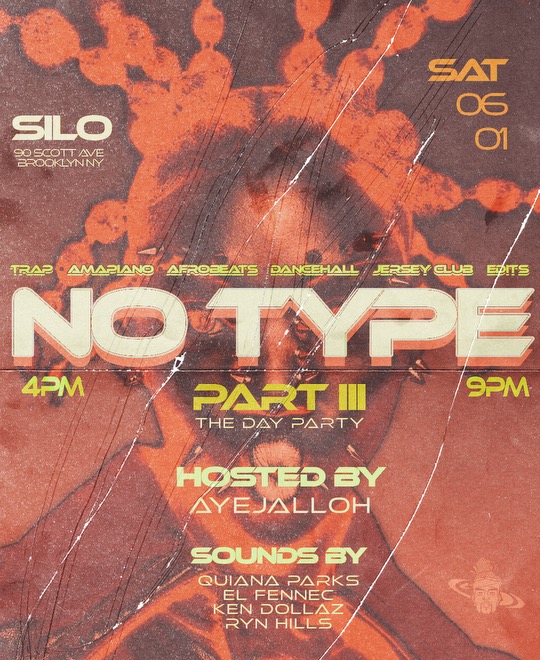 SAT
06
01
SILO
90 SCOTT AVE
BROOKLYN NY.
TRAP AMAPIANO AFROBEATS DANCEHALL JERSEY CLUB EDITS
NO TYPE
4PM
9PM
PART III
THE DAY PARTY
HOSTED BY
AYEJALLOH
SOUNDS BY
QUIANA PARKS
EL FENNEC
KEN DOLLAZ
RYN HILLS